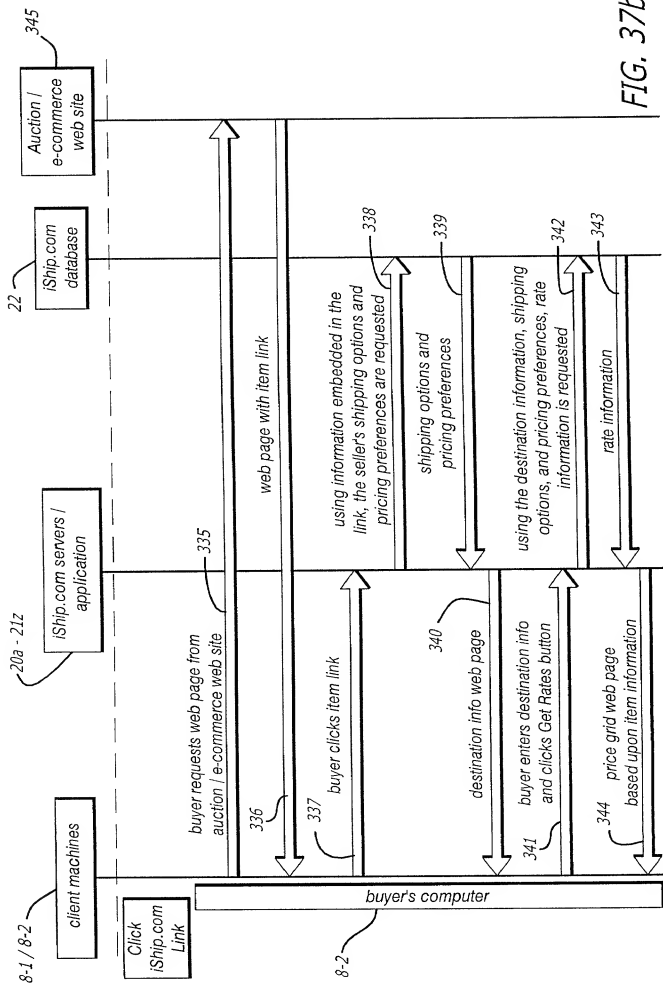 8-1 / 8-2
client machines
20a - 21z
iShip.com servers /
application
22
iShip.com
database
345
Auction /
e-commerce
web site
Click
iShip.com
Link
buyer's computer
8-2
buyer requests web page from
auction / e-commerce web site
335
336
web page with item link
337
buyer clicks item link
using information embedded in the
link, the seller's shipping options and
pricing preferences are requested
338
shipping options and
pricing preferences
339
340
destination info web page
341
buyer enters destination info
and clicks Get Rates button
using the destination information, shipping
options, and pricing preferences, rate
information is requested
342
rate information
343
344
price grid web page
based upon item information
FIG. 37b